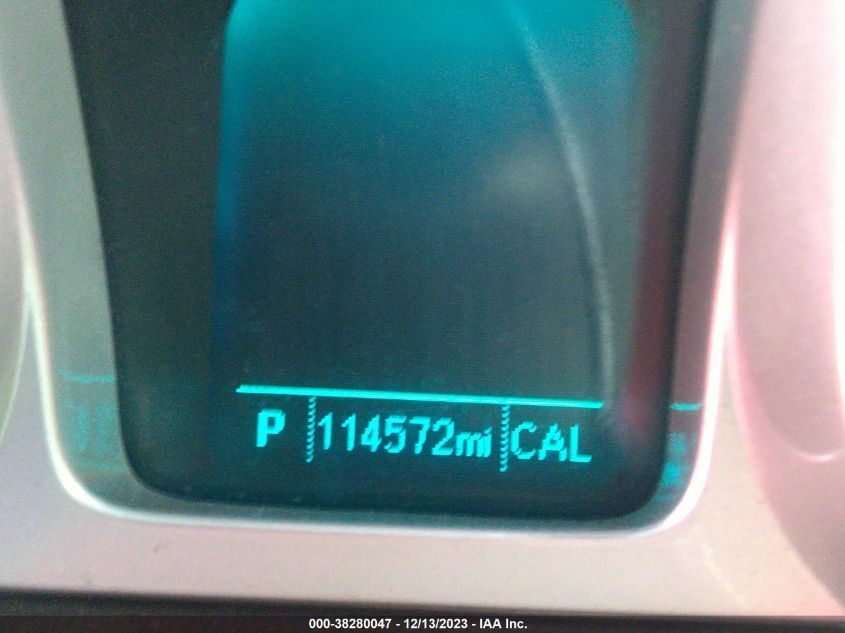 P 114572mi CAL
000-38280047 - 12/13/2023 - IAA Inc.